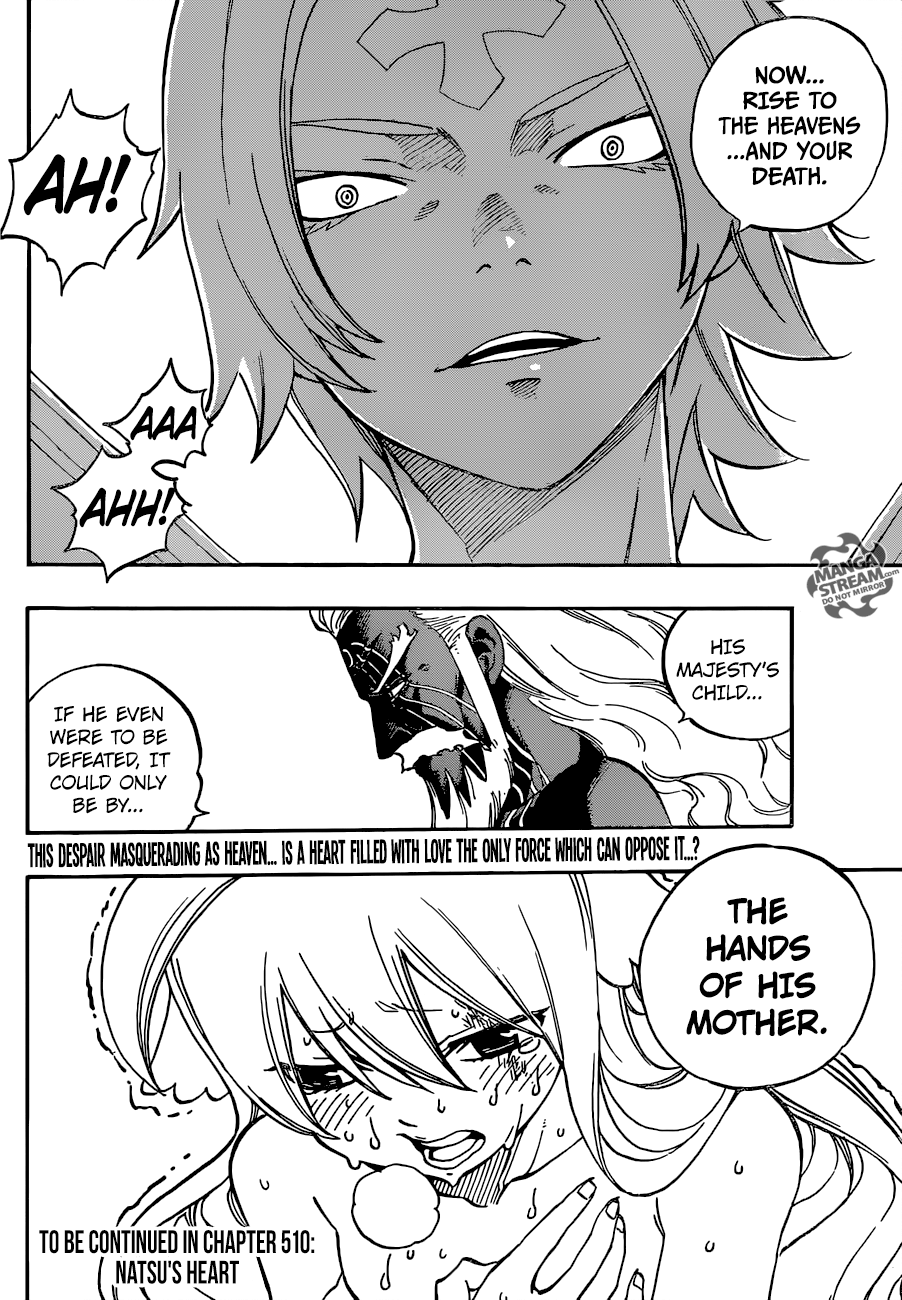 NOW...
RISE TO
THE HEAVENS
...AND YOUR
DEATH.
AH!
AAA
AHH!
MANGA
STREAM.com
DO NOT MIRROR
HIS
MAJESTY'S
CHILD...
IF HE EVEN
WERE TO BE
DEFEATED, IT
COULD ONLY
BE BY...
THIS DESPAIR MASQUERADING AS HEAVEN... IS A HEART FILLED WITH LOVE THE ONLY FORCE WHICH CAN OPPOSE IT...?
THE
HANDS
OF HIS
MOTHER.
TO BE CONTINUED IN CHAPTER 510:
NATSU'S HEART